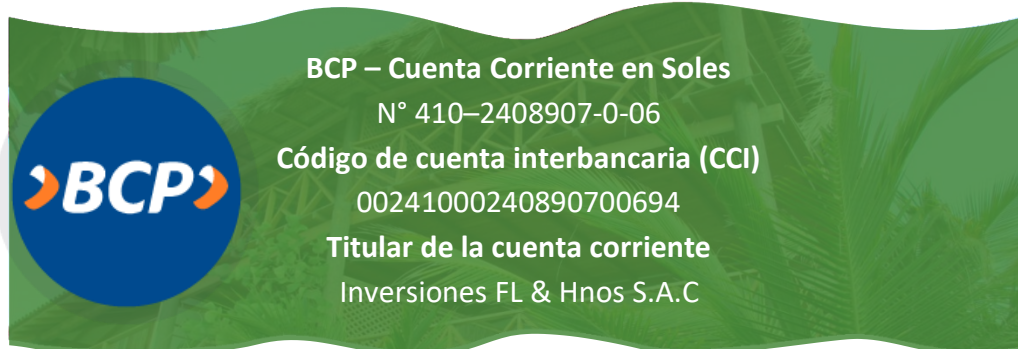 BCP – Cuenta Corriente en Soles
N° 410–2408907-0-06
Código de cuenta interbancaria (CCI)
00241000240890700694
BCP
Titular de la cuenta corriente
Inversiones FL & Hnos S.A.C